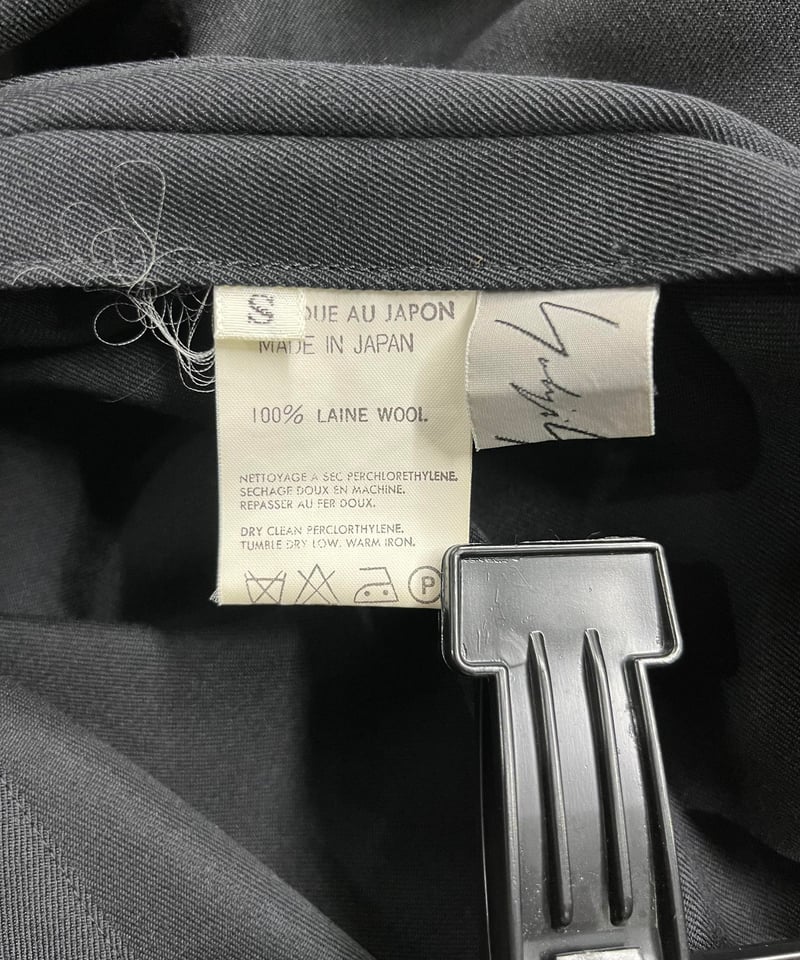 S
QUE AU JAPON
MADE IN JAPAN
100% LAINE WOOL.
NETTOYAGE A SEC PERCHLORETHYLENE.
SECHAGE DOUX EN MACHINE.
REPASSER AU FER DOUX.
DRY CLEAN PERCLORTHYLENE.
TUMBLE DRY LOW. WARM IRON.
P